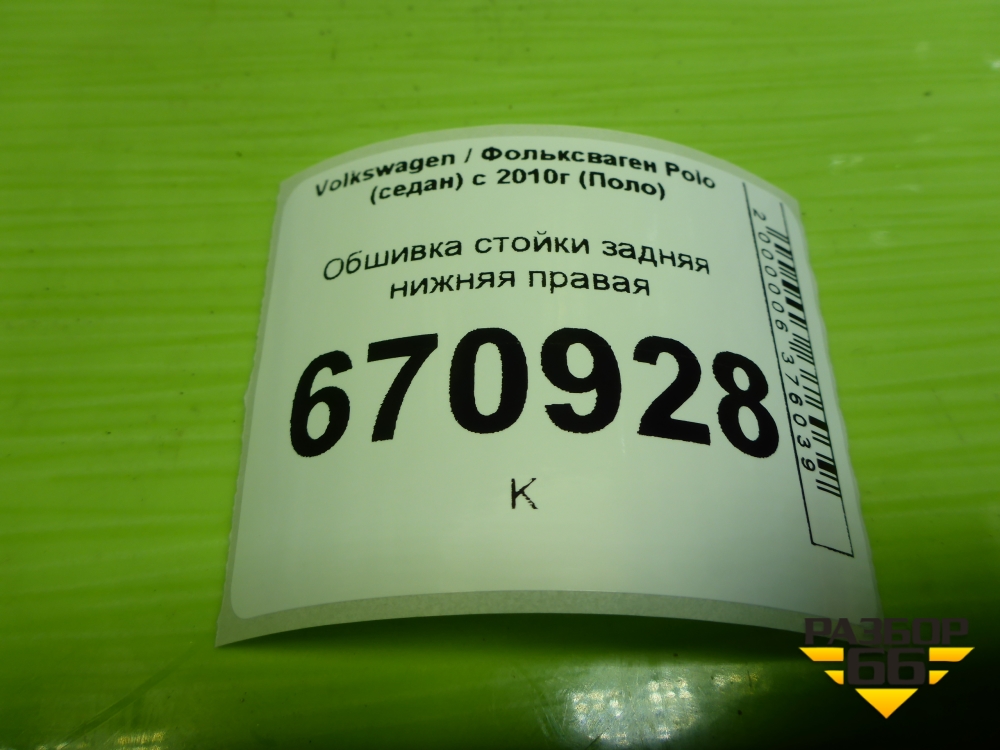 Volkswagen / Фольксваген Polo
(седан) с 2010г (Поло)
Обшивка стойки задняя
нижняя правая
670928
К
2000006376039
РАЗБОР
66